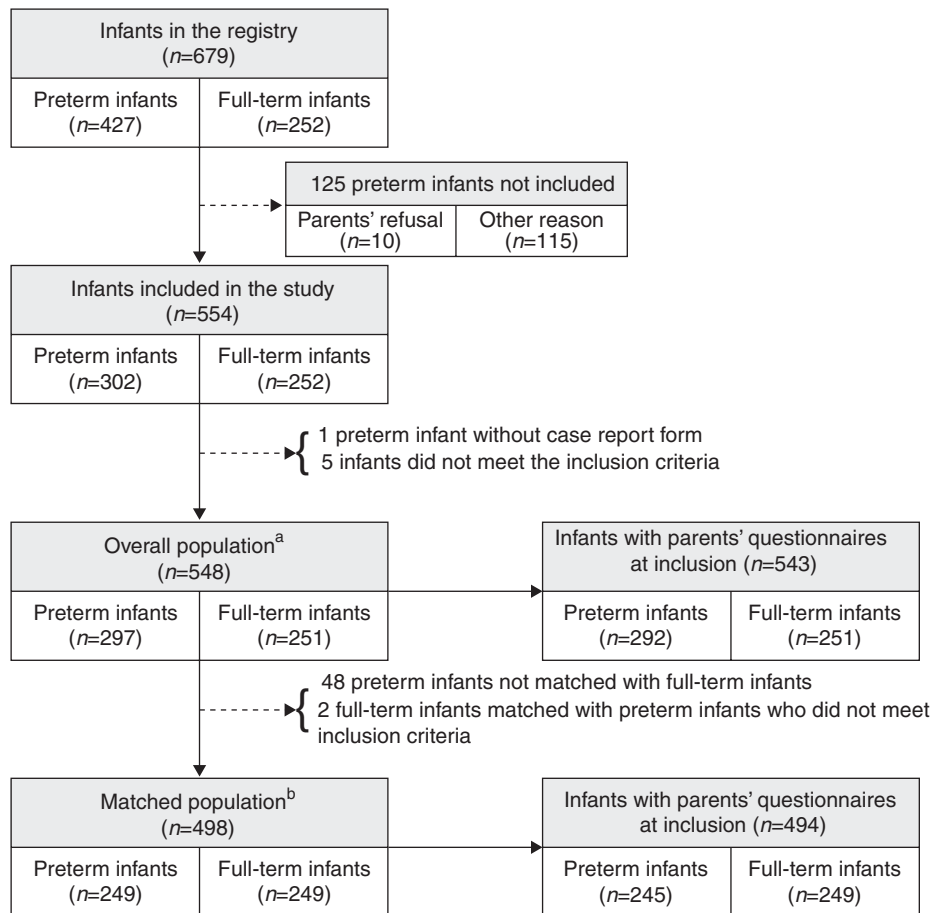 Infants in the registry
(n=679)
Preterm infants
(n=427)
Full-term infants
(n=252)
125 preterm infants not included
Parents' refusal
(n=10)
Other reason
(n=115)
Infants included in the study
(n=554)
Preterm infants
(n=302)
Full-term infants
(n=252)
1 preterm infant without case report form
5 infants did not meet the inclusion criteria
Overall populationᵃ
(n=548)
Preterm infants
(n=297)
Full-term infants
(n=251)
Infants with parents' questionnaires
at inclusion (n=543)
Preterm infants
(n=292)
Full-term infants
(n=251)
48 preterm infants not matched with full-term infants
2 full-term infants matched with preterm infants who did not meet
inclusion criteria
Matched populationᵇ
(n=498)
Preterm infants
(n=249)
Full-term infants
(n=249)
Infants with parents' questionnaires
at inclusion (n=494)
Preterm infants
(n=245)
Full-term infants
(n=249)